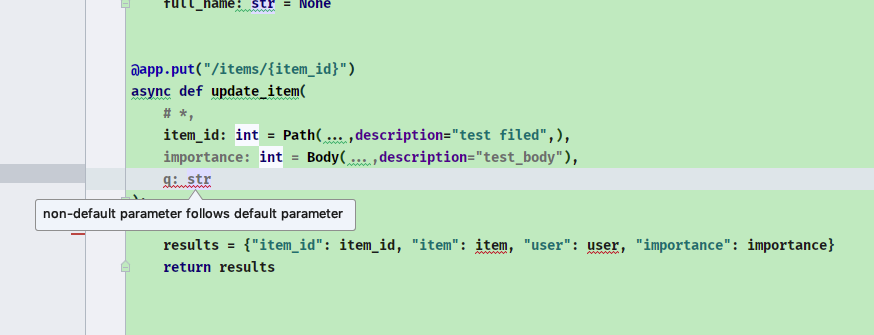 full_name: str = None
@app.put("/items/{item_id}")
async def update_item(
# *,
item_id: int = Path(...,description="test filed",),
importance: int = Body(...,description="test_body"),
q: str
non-default parameter follows default parameter
results = {"item_id": item_id, "item": item, "user": user, "importance": importance}
return results